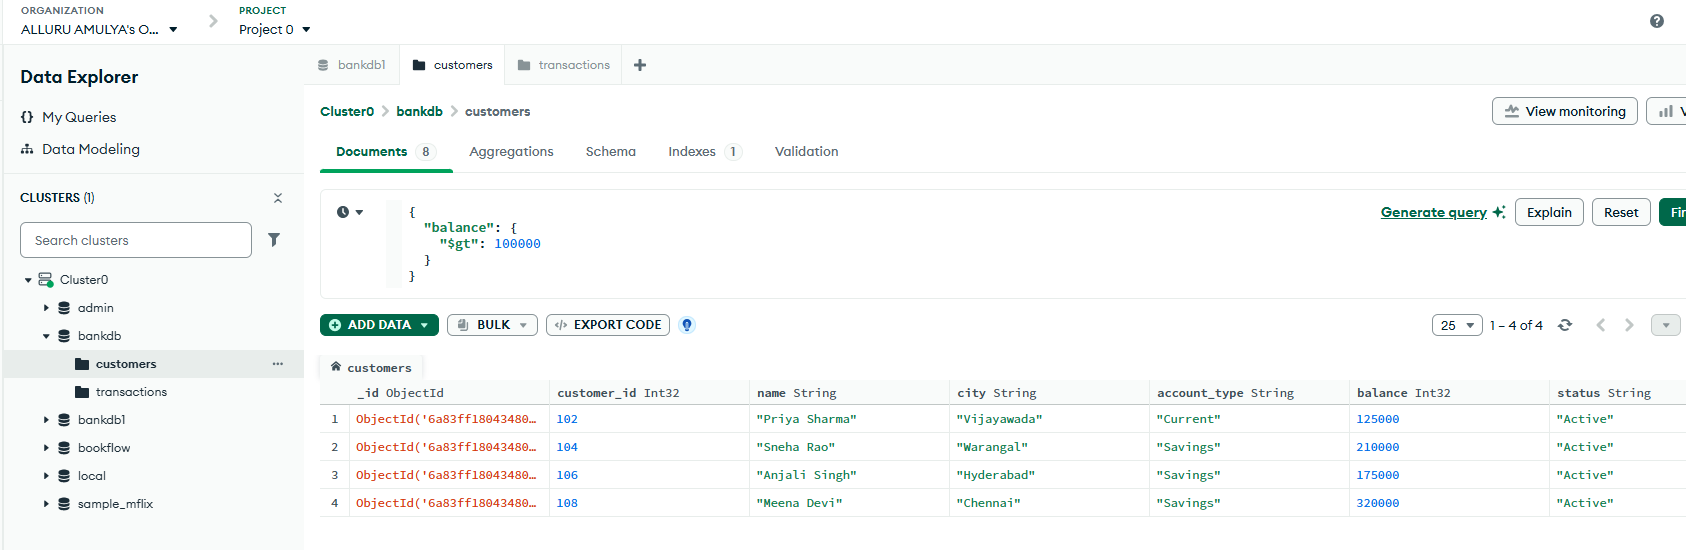 ORGANIZATION
ALLURU AMULYA's O...
PROJECT
Project 0
Data Explorer
My Queries
Data Modeling
CLUSTERS (1)
Search clusters
Cluster0
admin
bankdb
customers
transactions
bankdb1
bookflow
local
sample_mflix
bankdb1 customers transactions
Cluster0 > bankdb > customers
View monitoring
Documents 8 Aggregations Schema Indexes 1 Validation
{
"balance": {
"$gt": 100000
}
}
Generate query Explain Reset
ADD DATA BULK EXPORT CODE
25 1 – 4 of 4
customers
_id ObjectId customer_id Int32 name String city String account_type String balance Int32 status String
1 ObjectId('6a83ff18043480… 102 "Priya Sharma" "Vijayawada" "Current" 125000 "Active"
2 ObjectId('6a83ff18043480… 104 "Sneha Rao" "Warangal" "Savings" 210000 "Active"
3 ObjectId('6a83ff18043480… 106 "Anjali Singh" "Hyderabad" "Savings" 175000 "Active"
4 ObjectId('6a83ff18043480… 108 "Meena Devi" "Chennai" "Savings" 320000 "Active"